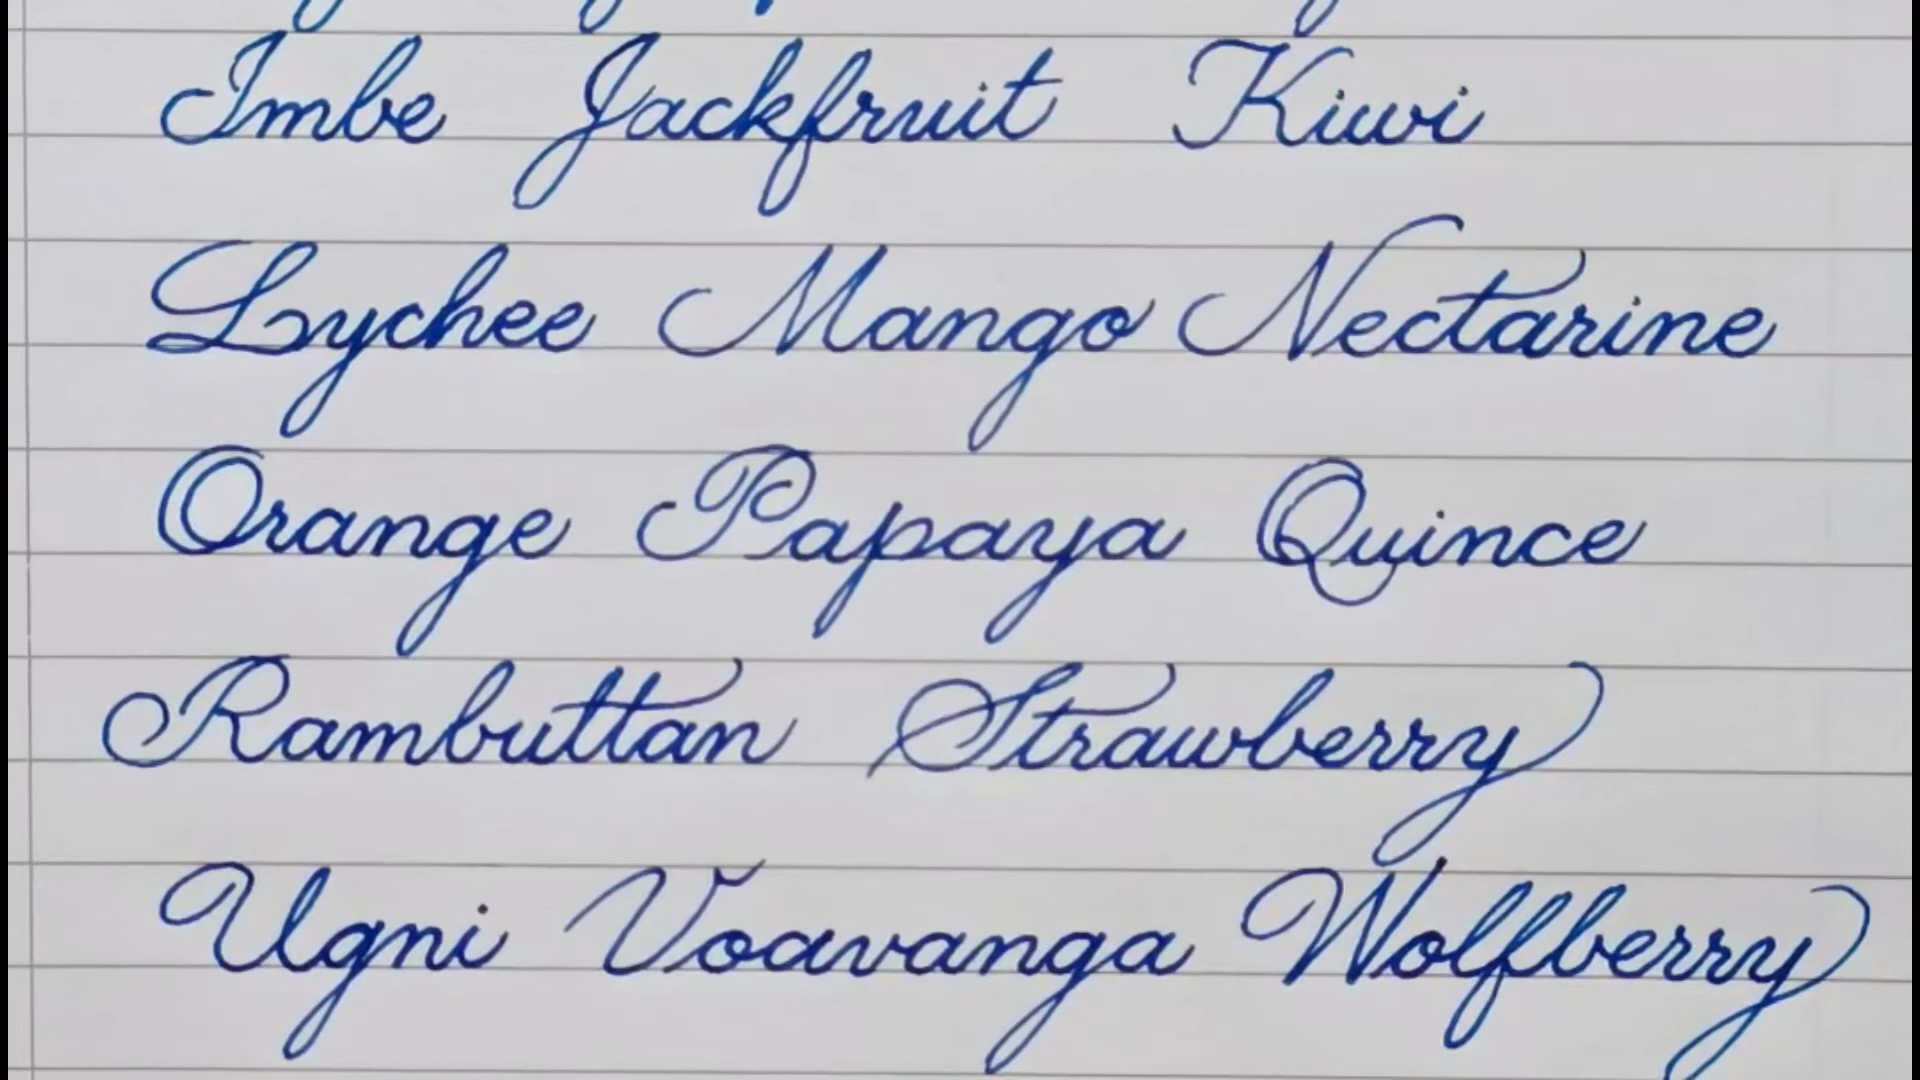 Imbe Jackfruit Kiwi
Lychee Mango Nectarine
Orange Papaya Quince
Rambuttan Strawberry
Ugni Voavanga Wolfberry